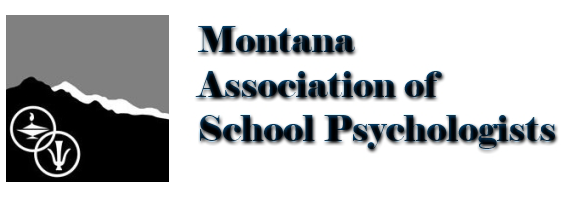 Montana
Association of
School Psychologists